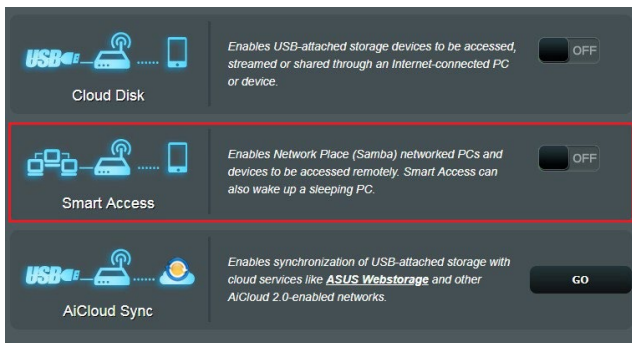 USB
Cloud Disk
Enables USB-attached storage devices to be accessed,
streamed or shared through an Internet-connected PC
or device.
OFF
Smart Access
Enables Network Place (Samba) networked PCs and
devices to be accessed remotely. Smart Access can
also wake up a sleeping PC.
OFF
USB
AiCloud Sync
Enables synchronization of USB-attached storage with
cloud services like ASUS Webstorage and other
AiCloud 2.0-enabled networks.
GO